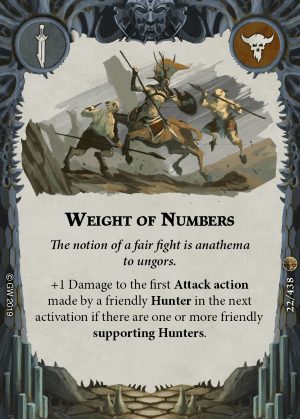 WEIGHT OF NUMBERS
The notion of a fair fight is anathema
to ungors.
+1 Damage to the first Attack action
made by a friendly Hunter in the next
activation if there are one or more friendly
supporting Hunters.
© GW 2019
22/438